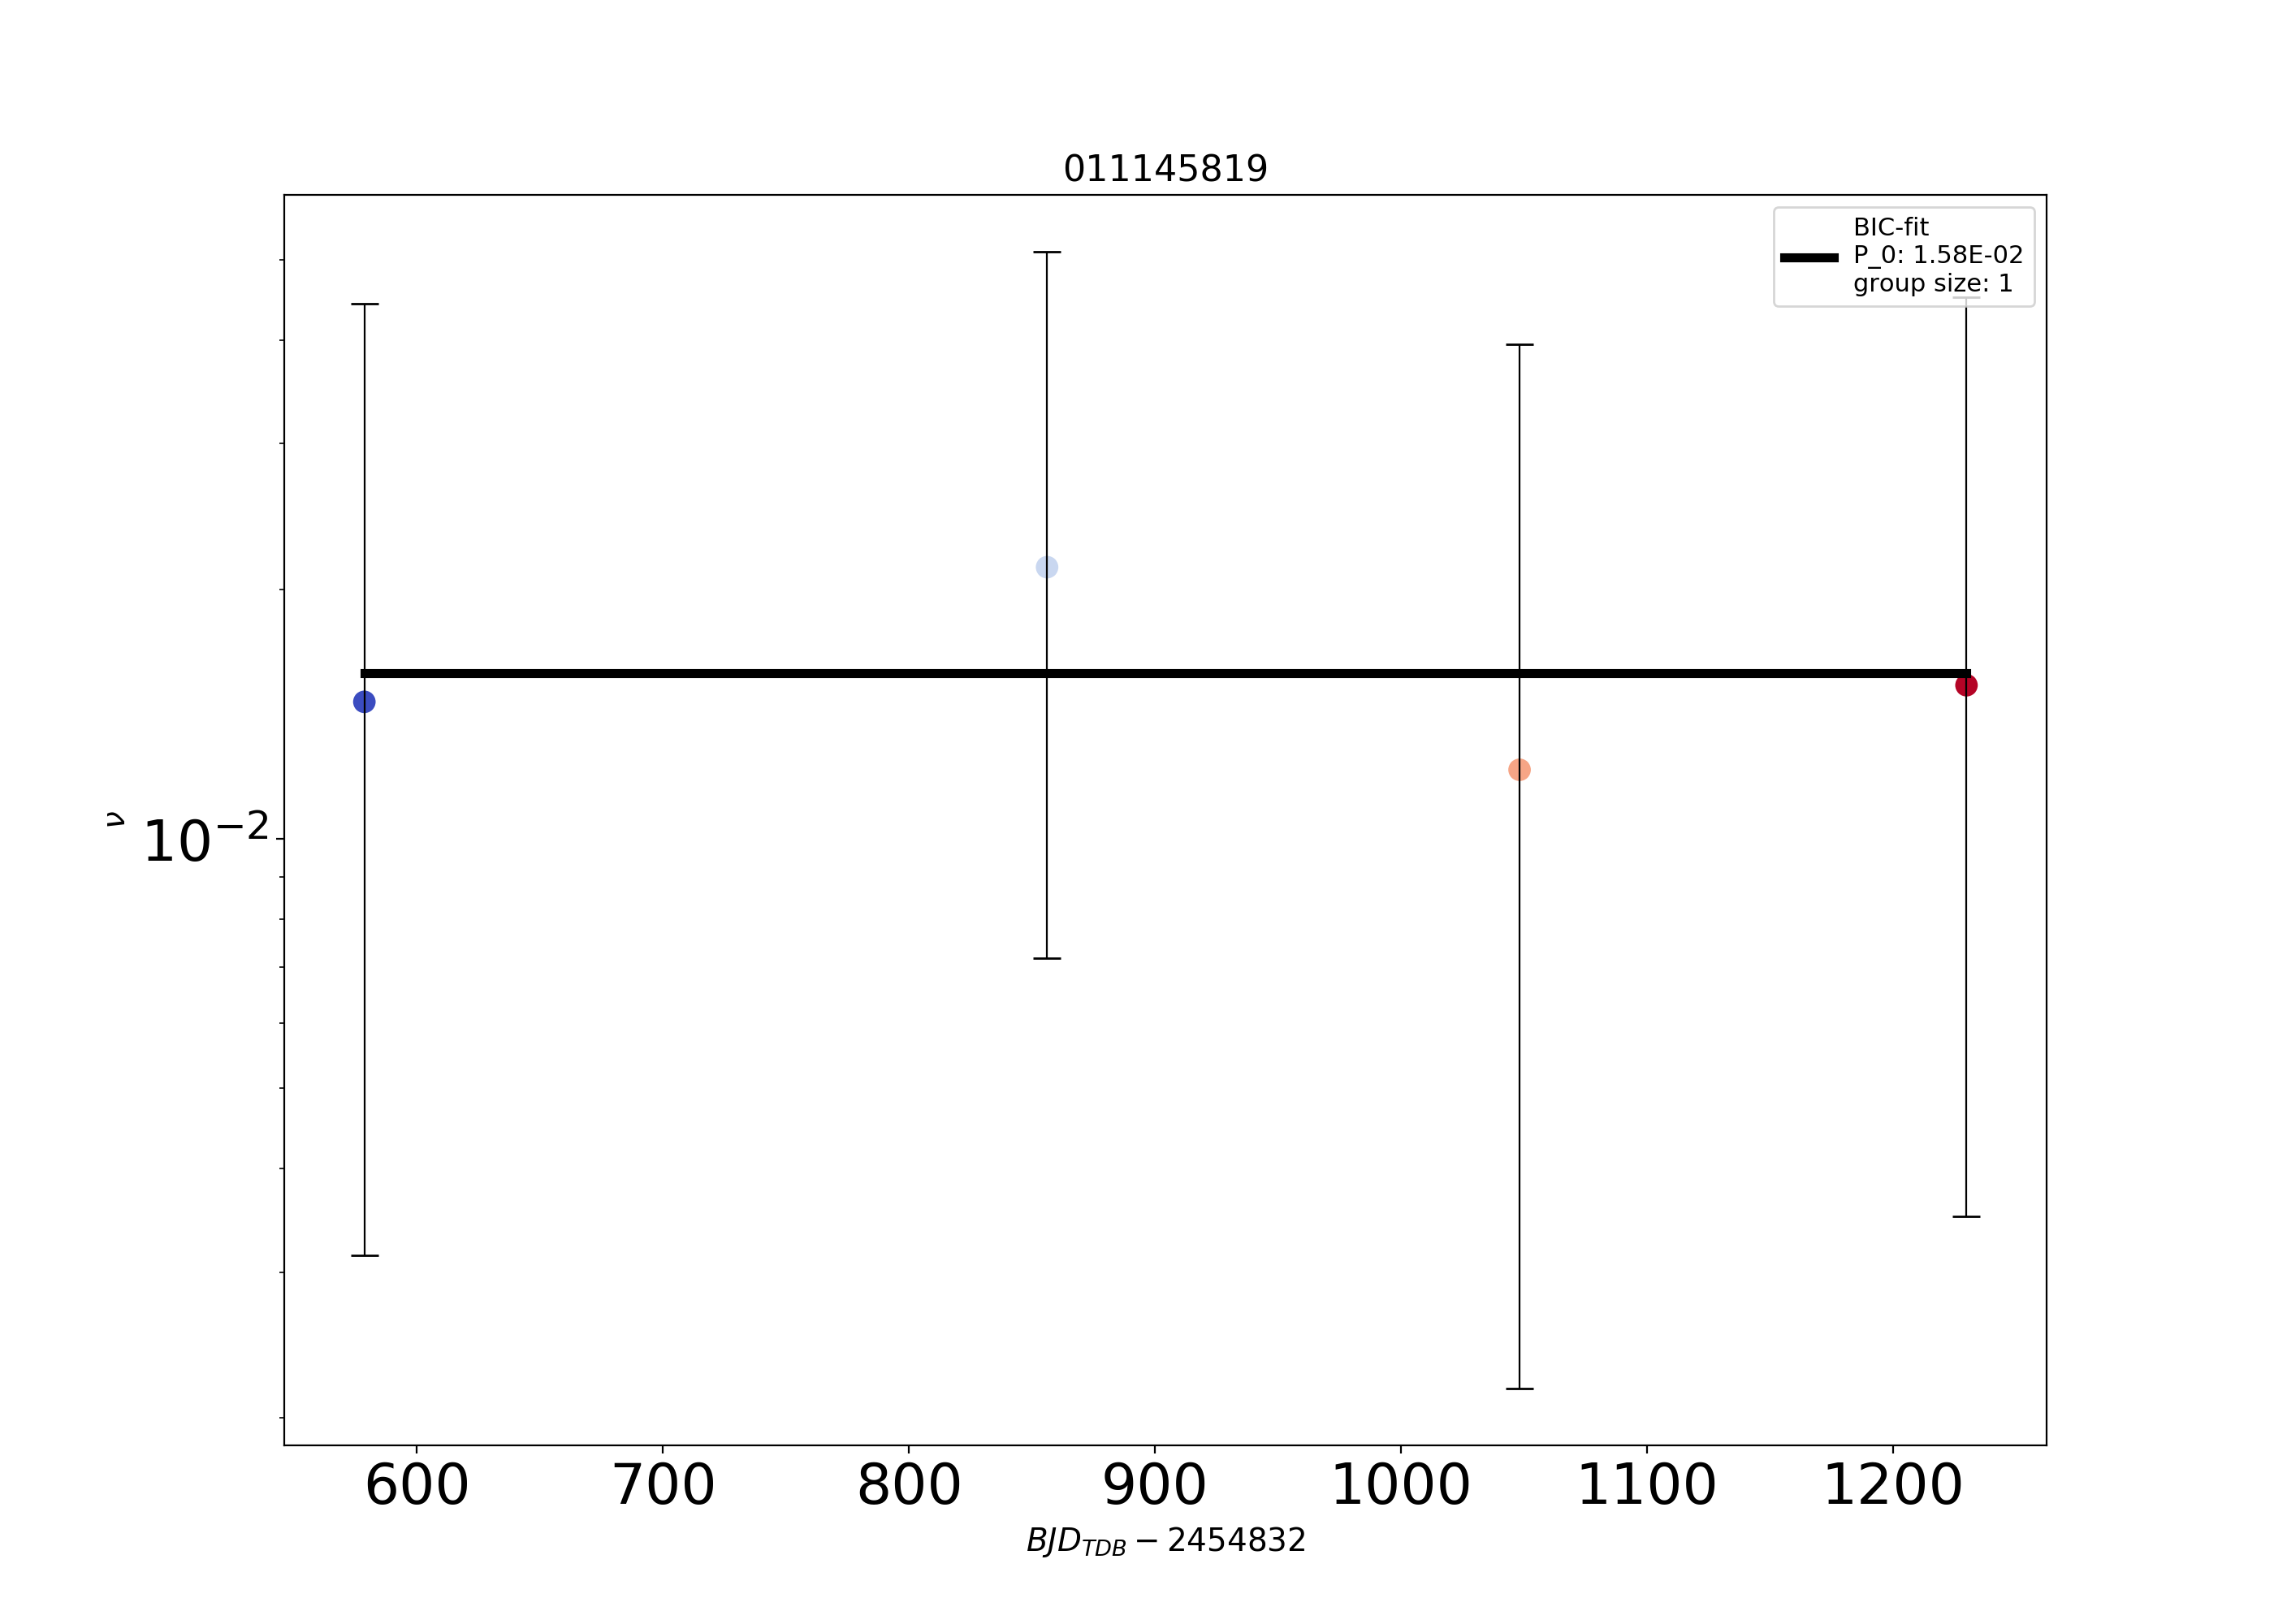 011145819
BIC-fit
P_0: 1.58E-02
group size: 1
ν
10⁻²
600 700 800 900 1000 1100 1200
BJD_TDB − 2454832